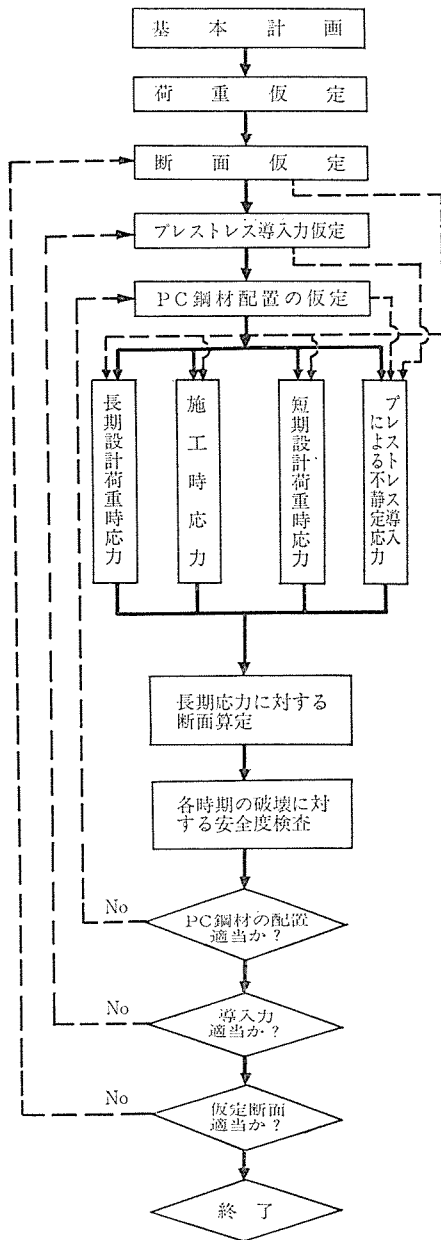 基本計画
荷重仮定
断面仮定
プレストレス導入力仮定
PC鋼材配置の仮定
長期設計荷重時応力
施工時応力
短期設計荷重時応力
プレストレス導入
による不静定応力
長期応力に対する
断面算定
各時期の破壊に対
する安全度検査
No
PC鋼材の配置
適当か?
No
導入力
適当か?
No
仮定断面
適当か?
終了